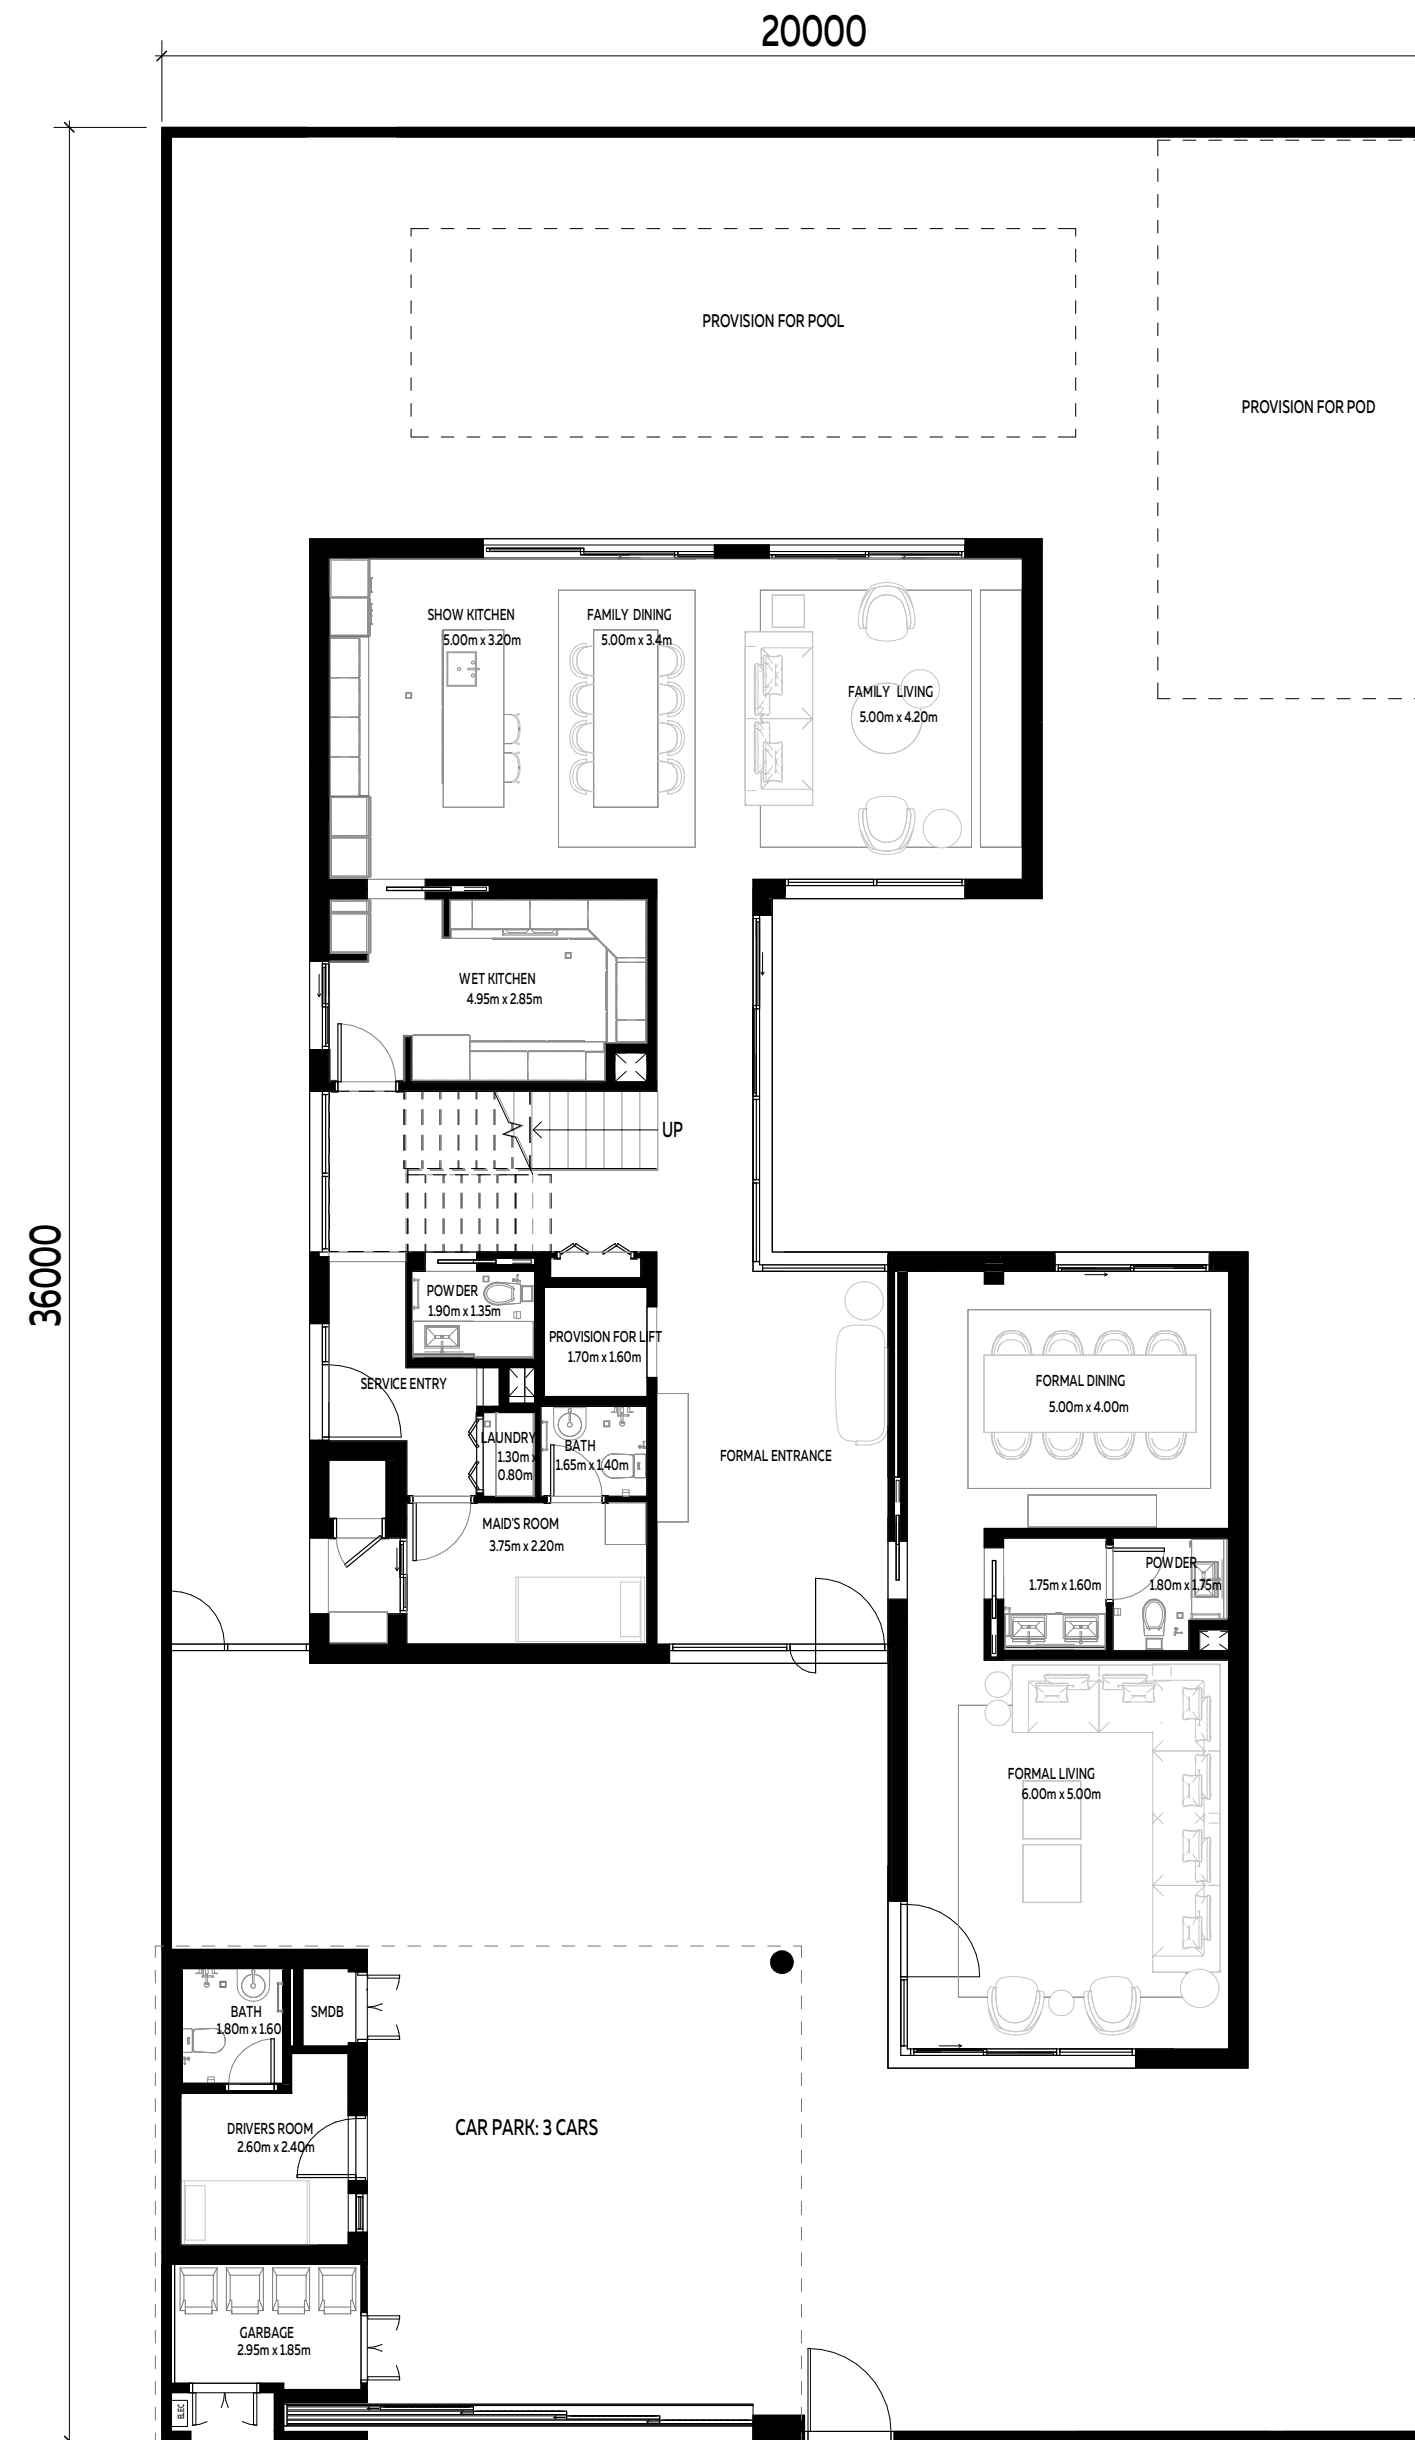 20000
36000
PROVISION FOR POOL
PROVISION FOR POD
SHOW KITCHEN
5.00m x 3.20m
FAMILY DINING
5.00m x 3.4m
FAMILY LIVING
5.00m x 4.20m
WET KITCHEN
4.95m x 2.85m
UP
POWDER
1.90m x 1.35m
PROVISION FOR LIFT
1.70m x 1.60m
SERVICE ENTRY
LAUNDRY
1.30m x
0.80m
BATH
1.65m x 1.40m
FORMAL ENTRANCE
FORMAL DINING
5.00m x 4.00m
MAID'S ROOM
3.75m x 2.20m
POWDER
1.80m x 1.75m
1.75m x 1.60m
FORMAL LIVING
6.00m x 5.00m
BATH
1.80m x 1.60
SMDB
DRIVERS ROOM
2.60m x 2.40m
CAR PARK: 3 CARS
GARBAGE
2.95m x 1.85m
ELEC